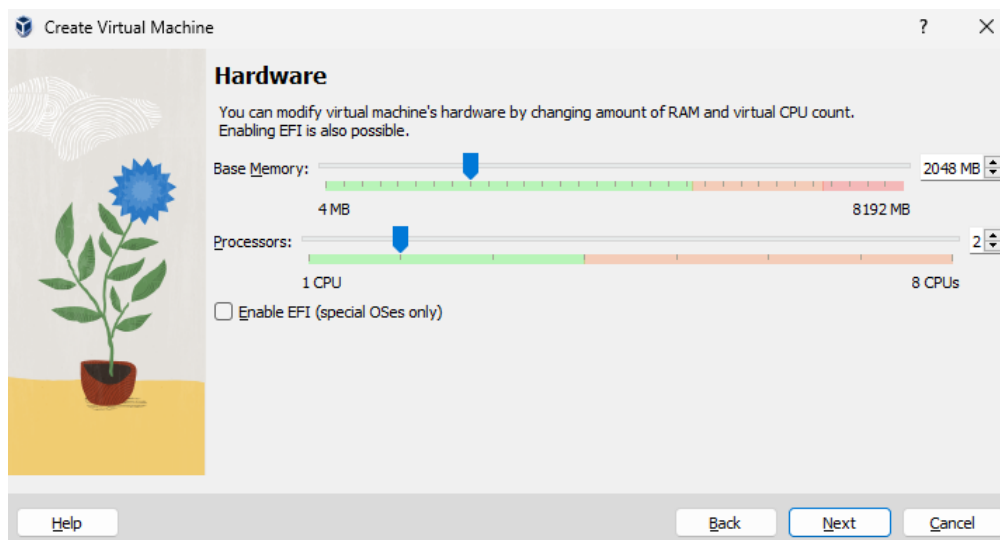 Create Virtual Machine ?
Hardware
You can modify virtual machine's hardware by changing amount of RAM and virtual CPU count.
Enabling EFI is also possible.
Base Memory: 2048 MB
4 MB 8192 MB
Processors: 2
1 CPU 8 CPUs
Enable EFI (special OSes only)
Help Back Next Cancel